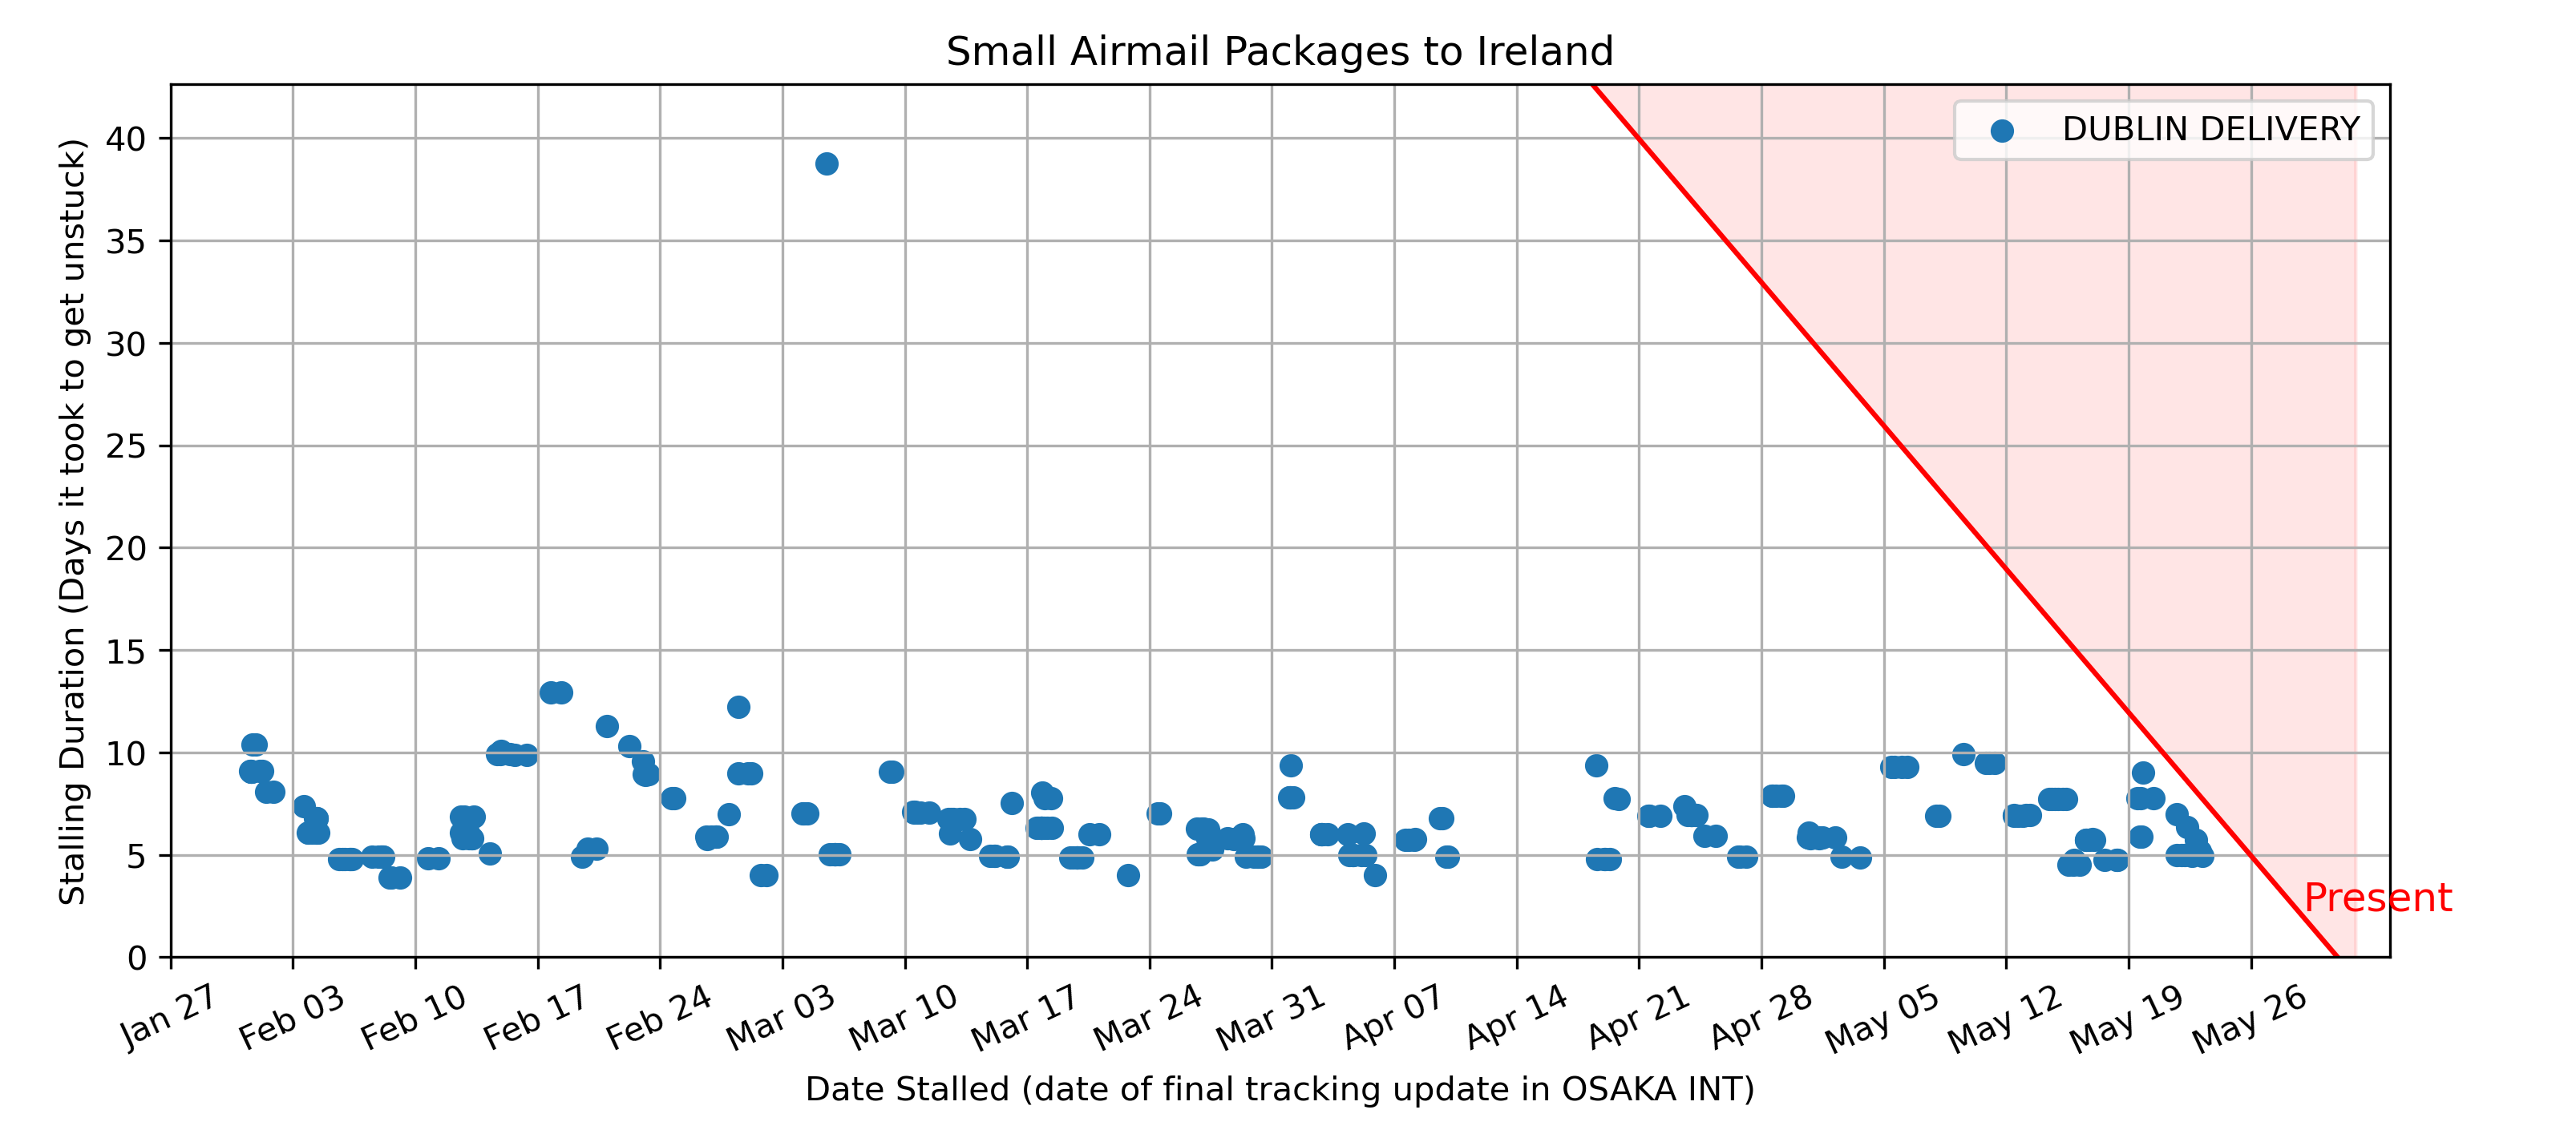 Small Airmail Packages to Ireland
DUBLIN DELIVERY
Stalling Duration (Days it took to get unstuck)
40
35
30
25
20
15
10
5
0
Present
Jan 27
Feb 03
Feb 10
Feb 17
Feb 24
Mar 03
Mar 10
Mar 17
Mar 24
Mar 31
Apr 07
Apr 14
Apr 21
Apr 28
May 05
May 12
May 19
May 26
Date Stalled (date of final tracking update in OSAKA INT)